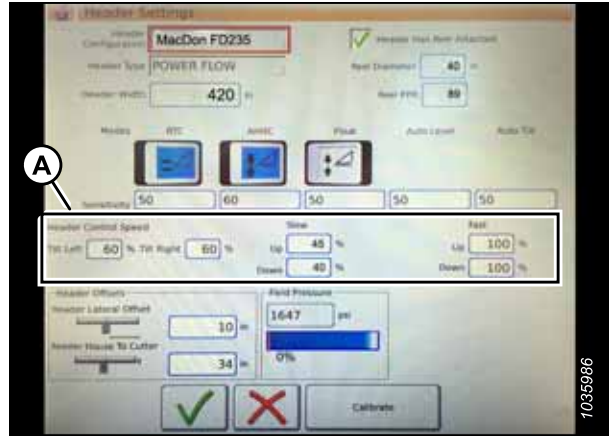 Header Settings
Header Configuration MacDon FD235 Header Has Reel Attached
Header Type POWER FLOW Reel Diameter 40 in
Header Width 420 in Reel PPR 89
Modes RTC AHHC Float Auto Level Auto Tilt
A
Sensitivity 50 60 50 50 50
Header Control Speed Slow Fast
Tilt Left 60 % Tilt Right 60 % Up 45 % Up 100 %
Down 40 % Down 100 %
Header Offsets Field Pressure
Header Lateral Offset 1647 psi
10 in
Feeder House To Cutter 0%
34 in
Calibrate
1035986